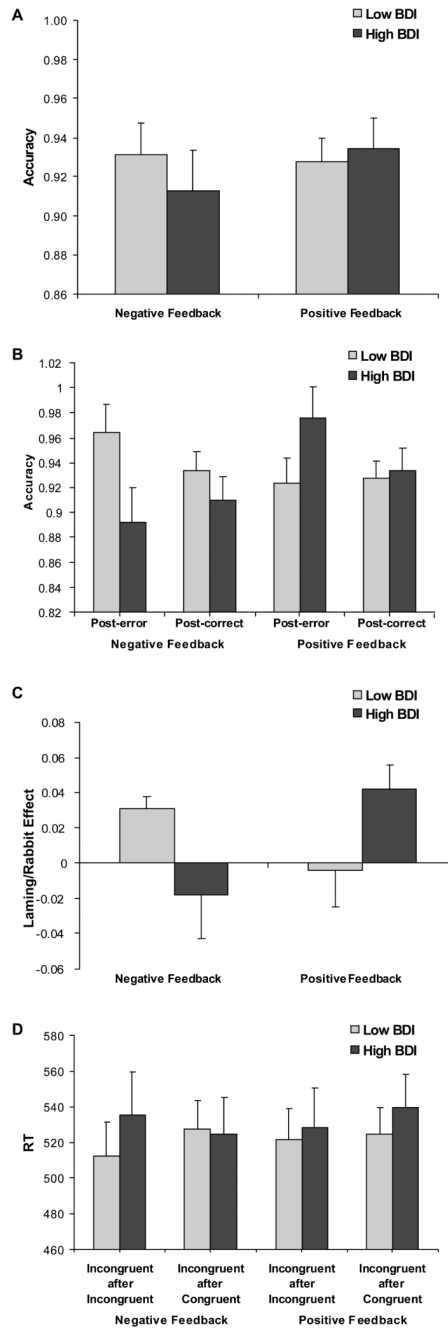 A
Low BDI
High BDI
1.00
0.98
0.96
0.94
0.92
0.90
0.88
0.86
Accuracy
Negative Feedback
Positive Feedback
B
Low BDI
High BDI
1.02
1
0.98
0.96
0.94
0.92
0.9
0.88
0.86
0.84
0.82
Accuracy
Post-error
Post-correct
Post-error
Post-correct
Negative Feedback
Positive Feedback
C
Low BDI
High BDI
0.08
0.06
0.04
0.02
0
-0.02
-0.04
-0.06
Laming/Rabbit Effect
Negative Feedback
Positive Feedback
D
Low BDI
High BDI
580
560
540
520
500
480
460
RT
Incongruent
after
Incongruent
Incongruent
after
Congruent
Incongruent
after
Incongruent
Incongruent
after
Congruent
Negative Feedback
Positive Feedback